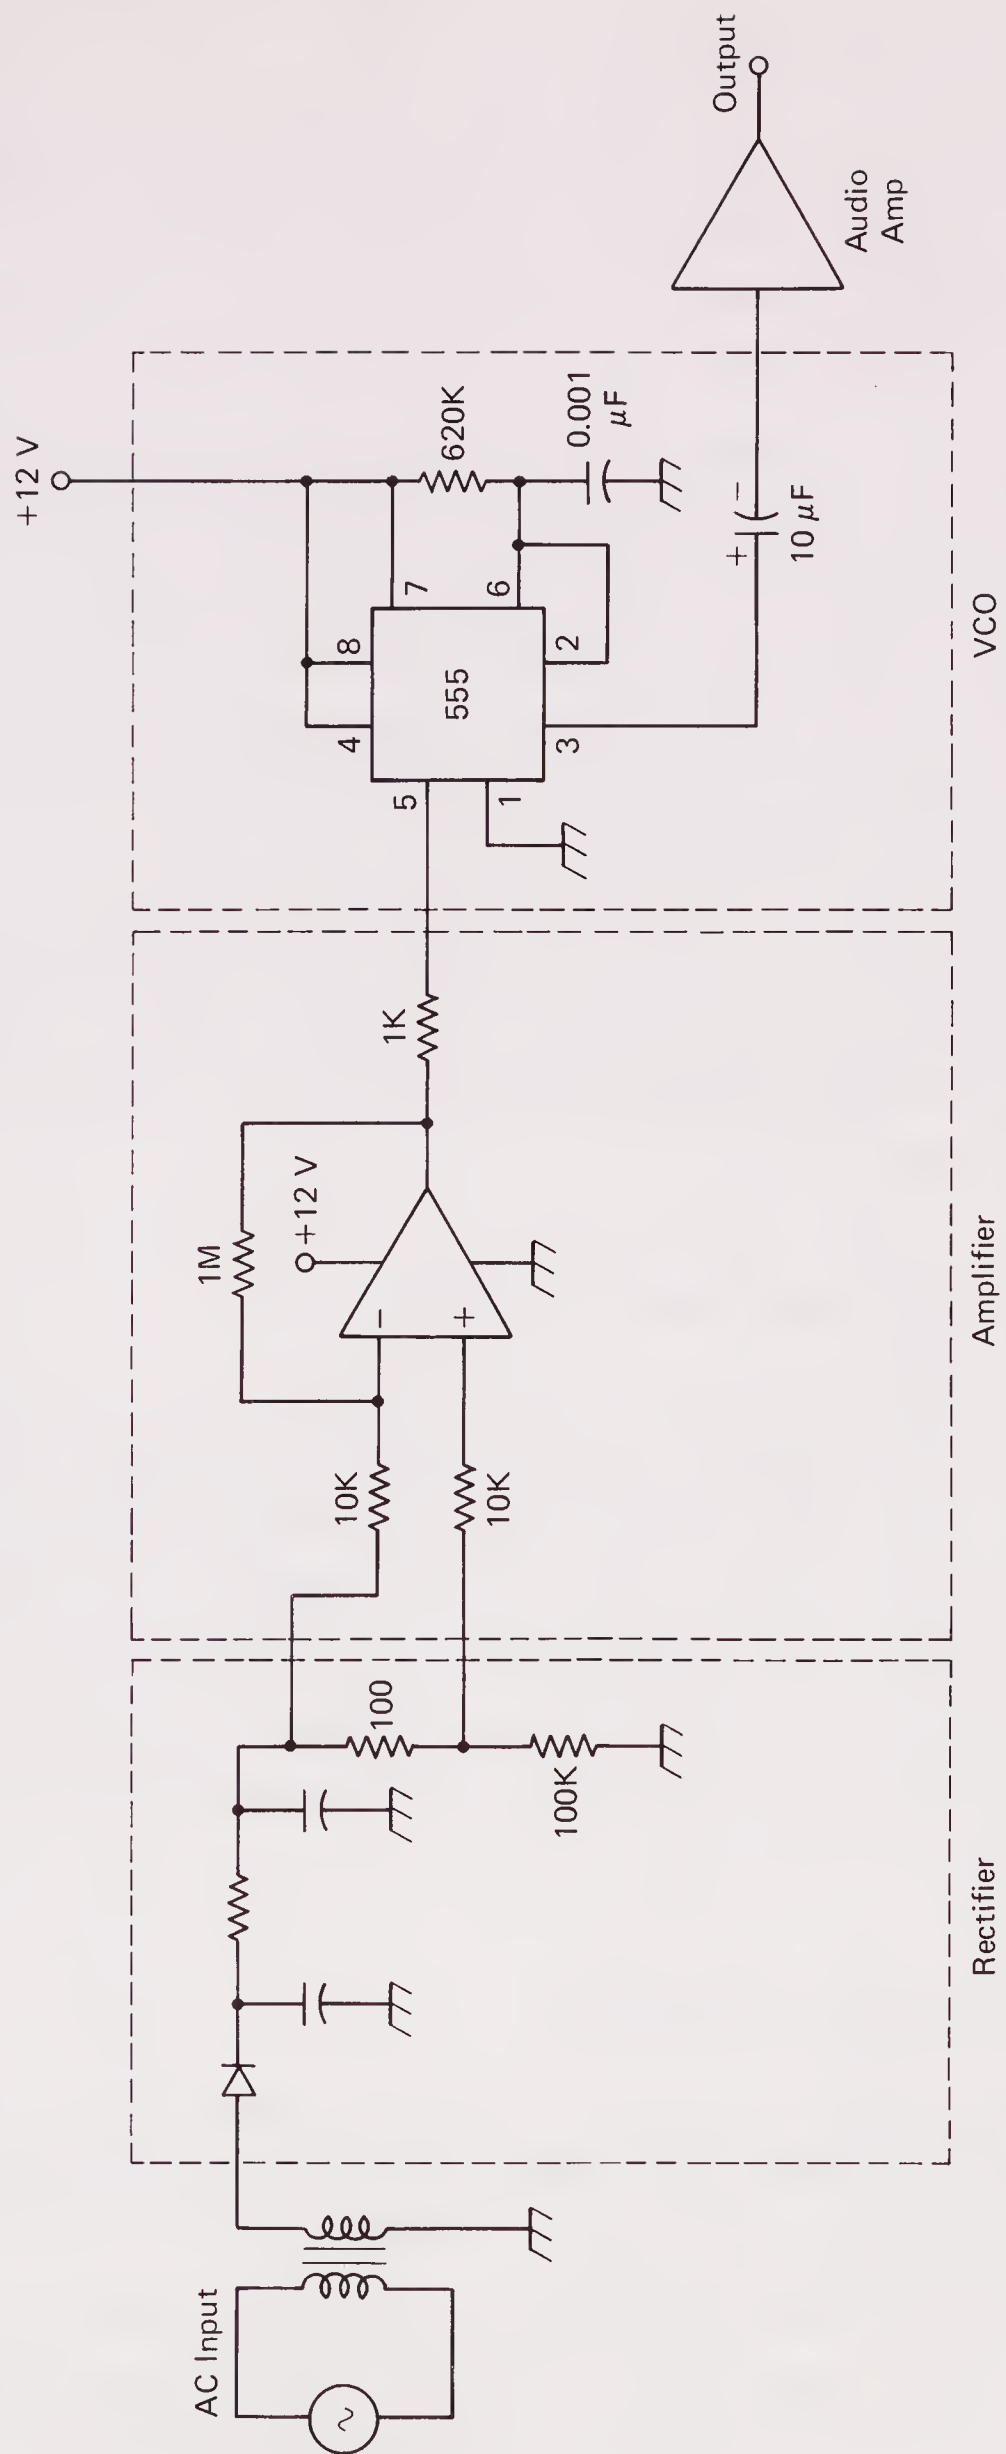 AC Input
~
100
100K
Rectifier
10K
10K
1M
+12 V
−
+
1K
Amplifier
+12 V
5
1
4
8
555
3
2
7
6
620K
0.001
μF
+
−
10 μF
VCO
Audio
Amp
Output